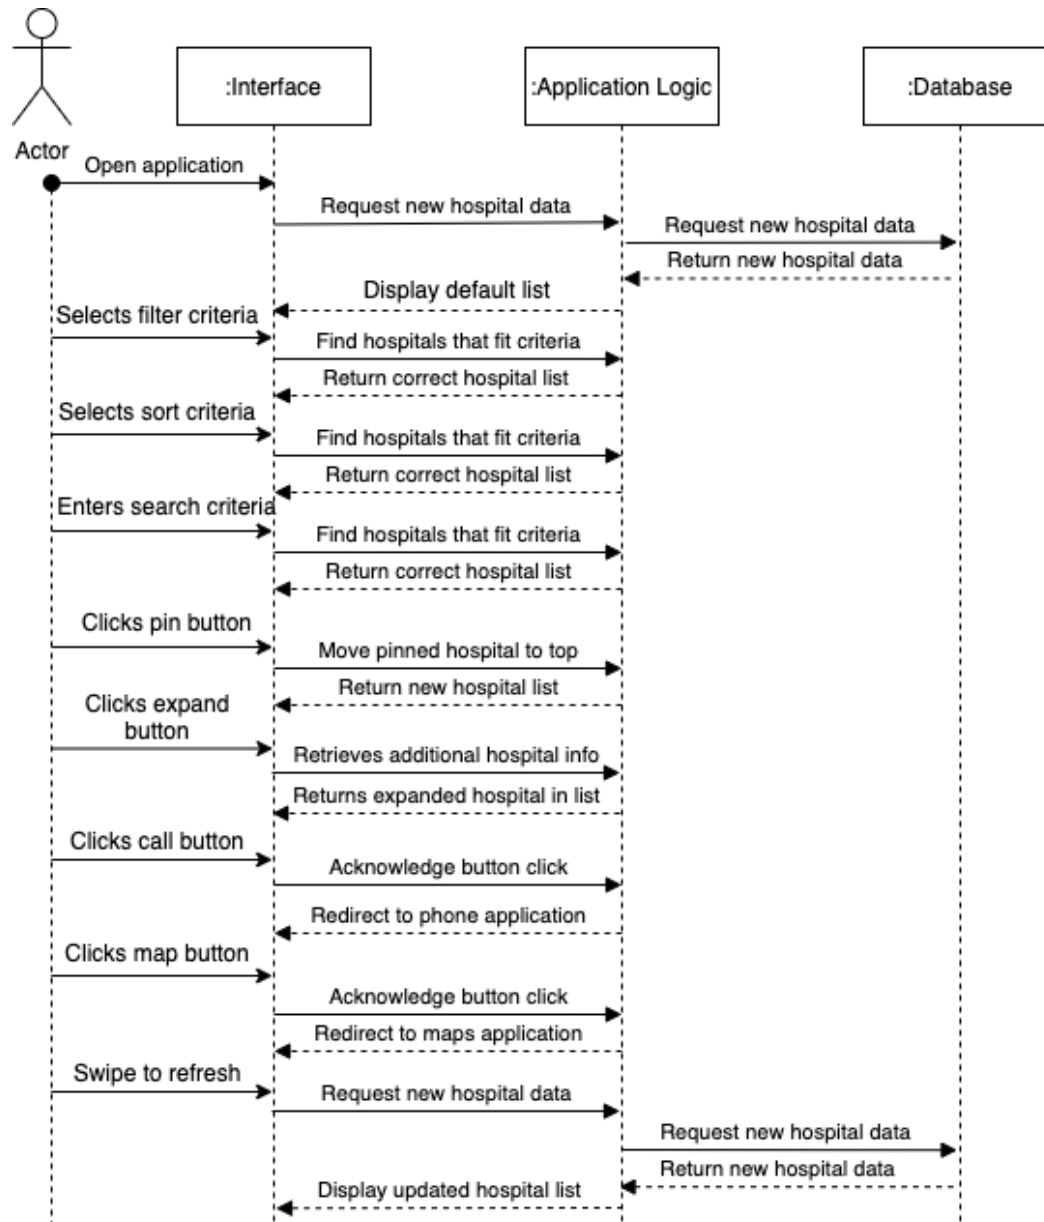 :Interface
:Application Logic
:Database
Actor
Open application
Request new hospital data
Request new hospital data
Return new hospital data
Display default list
Selects filter criteria
Find hospitals that fit criteria
Return correct hospital list
Selects sort criteria
Find hospitals that fit criteria
Return correct hospital list
Enters search criteria
Find hospitals that fit criteria
Return correct hospital list
Clicks pin button
Move pinned hospital to top
Return new hospital list
Clicks expand
button
Retrieves additional hospital info
Returns expanded hospital in list
Clicks call button
Acknowledge button click
Redirect to phone application
Clicks map button
Acknowledge button click
Redirect to maps application
Swipe to refresh
Request new hospital data
Request new hospital data
Return new hospital data
Display updated hospital list